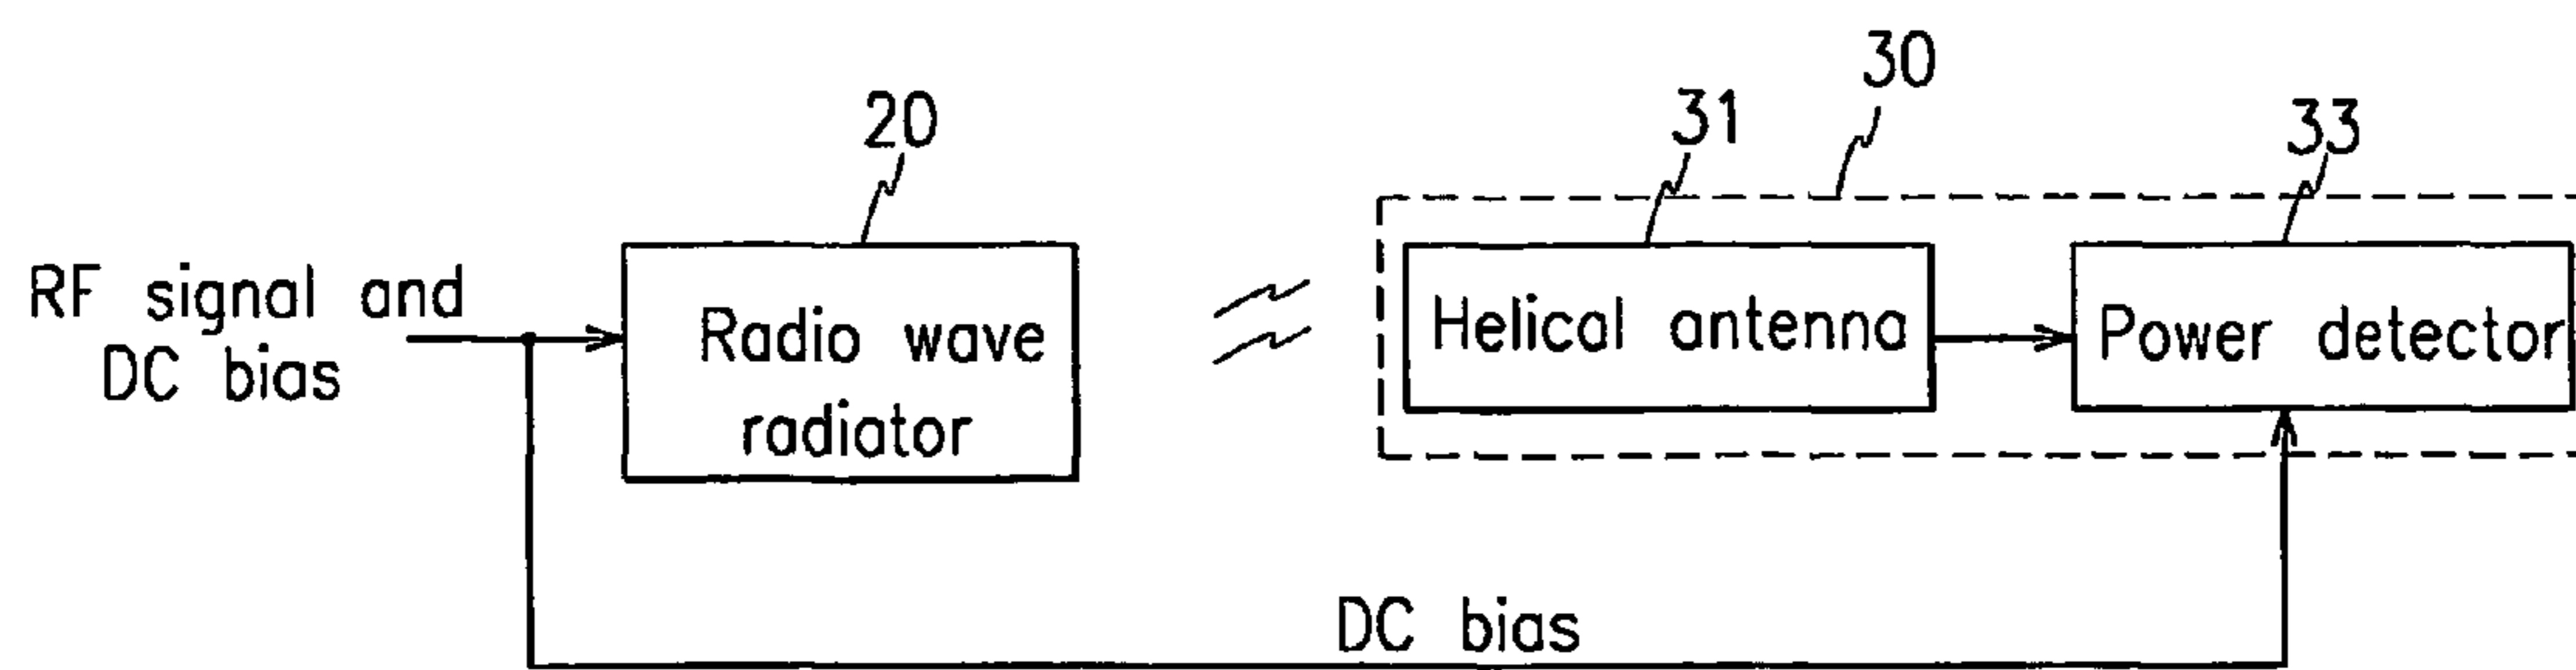 30
20
31
33
RF signal and
DC bias
Radio wave
radiator
Helical antenna
Power detector
DC bias